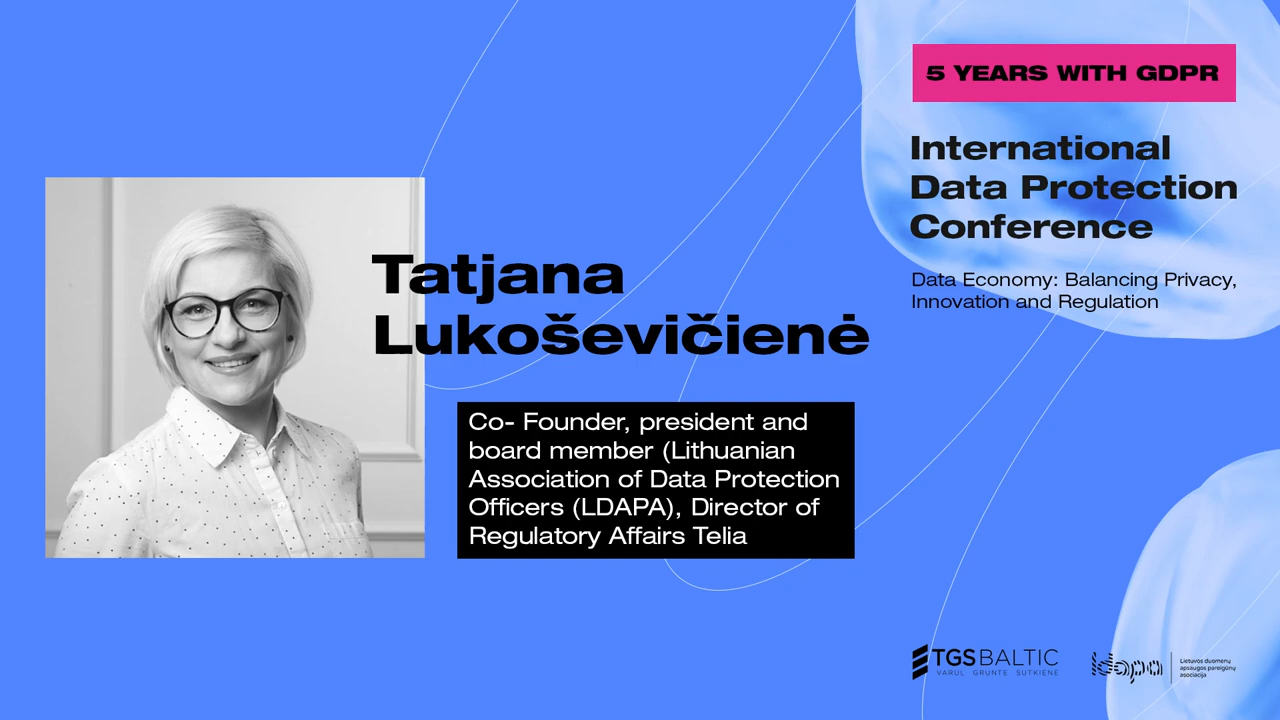 5 YEARS WITH GDPR
International
Data Protection
Conference
Data Economy: Balancing Privacy,
Innovation and Regulation
Tatjana
Lukoševičienė
Co- Founder, president and
board member (Lithuanian
Association of Data Protection
Officers (LDAPA), Director of
Regulatory Affairs Telia
TGS BALTIC
VARUL GRUNTE SUTKIENE
ldapa
Lietuvos duomenų
apsaugos pareigūnų
asociacija